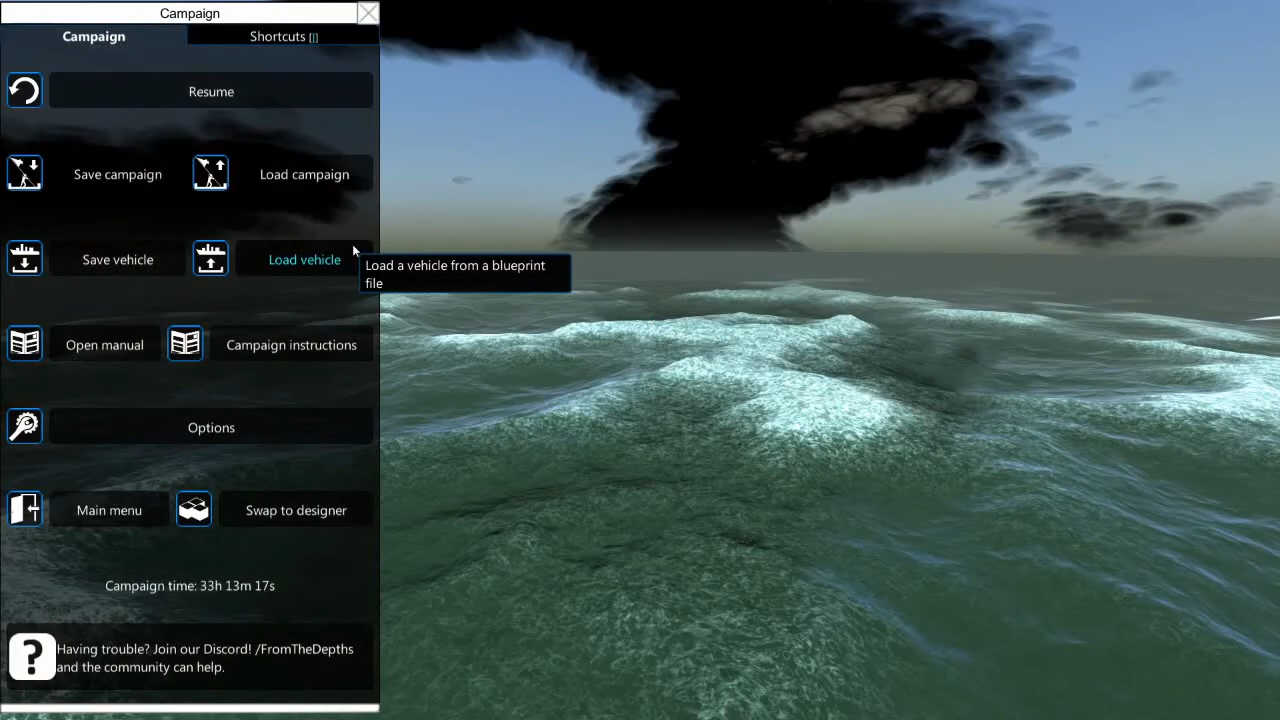 Campaign
Campaign
Shortcuts []]
Resume
Save campaign
Load campaign
Save vehicle
Load vehicle
Load a vehicle from a blueprint
file
Open manual
Campaign instructions
Options
Main menu
Swap to designer
Campaign time: 33h 13m 17s
Having trouble? Join our Discord! /FromTheDepths
and the community can help.